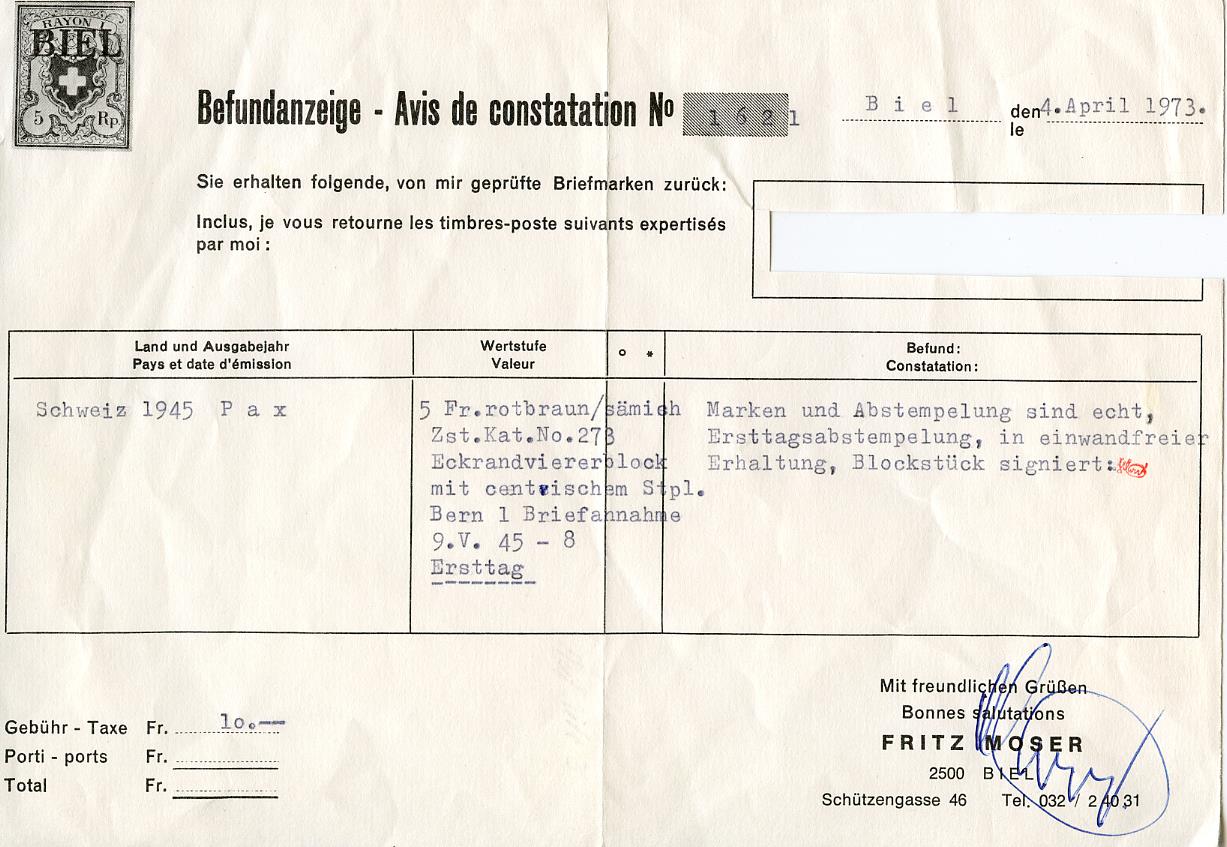 RAYON I
BIEL
5 Rp
Befundanzeige - Avis de constatation No 1621
Biel den 4. April 1973.
le
Sie erhalten folgende, von mir geprüfte Briefmarken zurück:
Inclus, je vous retourne les timbres-poste suivants expertisés
par moi :
Land und Ausgabejahr
Pays et date d'émission
Wertstufe
Valeur
° *
Befund:
Constatation:
Schweiz 1945 P a x
5 Fr.rotbraun/sämich
Zst.Kat.No.273
Eckrandviererblock
mit centrischem Stpl.
Bern 1 Briefannahme
9.V. 45 - 8
Ersttag
Marken und Abstempelung sind echt,
Ersttagsabstempelung, in einwandfreier
Erhaltung, Blockstück signiert:
Gebühr - Taxe Fr. 10.—
Porti - ports Fr.
Total Fr.
Mit freundlichen Grüßen
Bonnes salutations
FRITZ MOSER
2500 BIEL
Schützengasse 46 Tel. 032 / 2 40 31